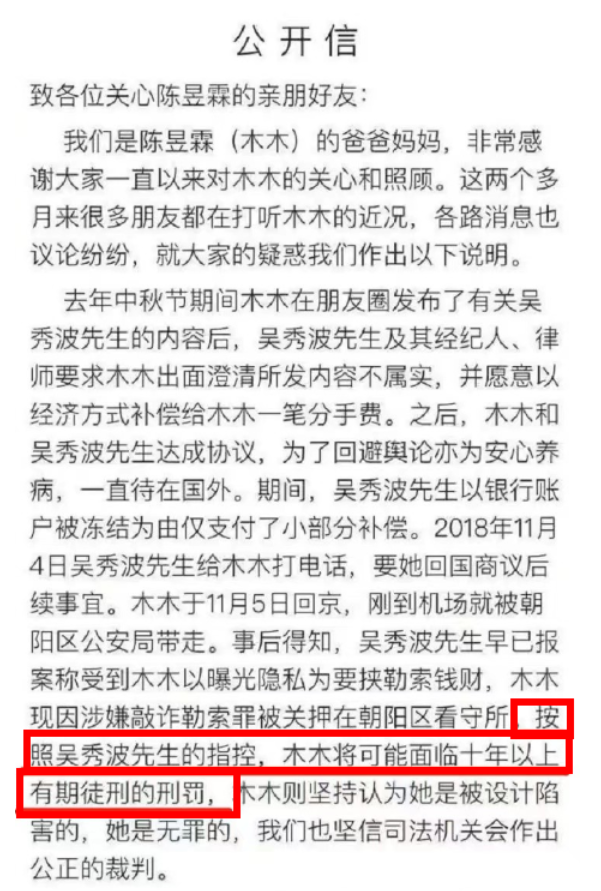 公开信
致各位关心陈昱霖的亲朋好友：
我们是陈昱霖（木木）的爸爸妈妈，非常感
谢大家一直以来对木木的关心和照顾。这两个多
月来很多朋友都在打听木木的近况，各路消息也
议论纷纷，就大家的疑惑我们作出以下说明。
去年中秋节期间木木在朋友圈发布了有关吴
秀波先生的内容后，吴秀波先生及其经纪人、律
师要求木木出面澄清所发内容不属实，并愿意以
经济方式补偿给木木一笔分手费。之后，木木和
吴秀波先生达成协议，为了回避舆论亦为安心养
病，一直待在国外。期间，吴秀波先生以银行账
户被冻结为由仅支付了小部分补偿。2018年11月
4日吴秀波先生给木木打电话，要她回国商议后
续事宜。木木于11月5日回京，刚到机场就被朝
阳区公安局带走。事后得知，吴秀波先生早已报
案称受到木木以曝光隐私为要挟勒索钱财，木木
现因涉嫌敲诈勒索罪被关押在朝阳区看守所，按
照吴秀波先生的指控，木木将可能面临十年以上
有期徒刑的刑罚，木木则坚持认为她是被设计陷
害的，她是无罪的，我们也坚信司法机关会作出
公正的裁判。